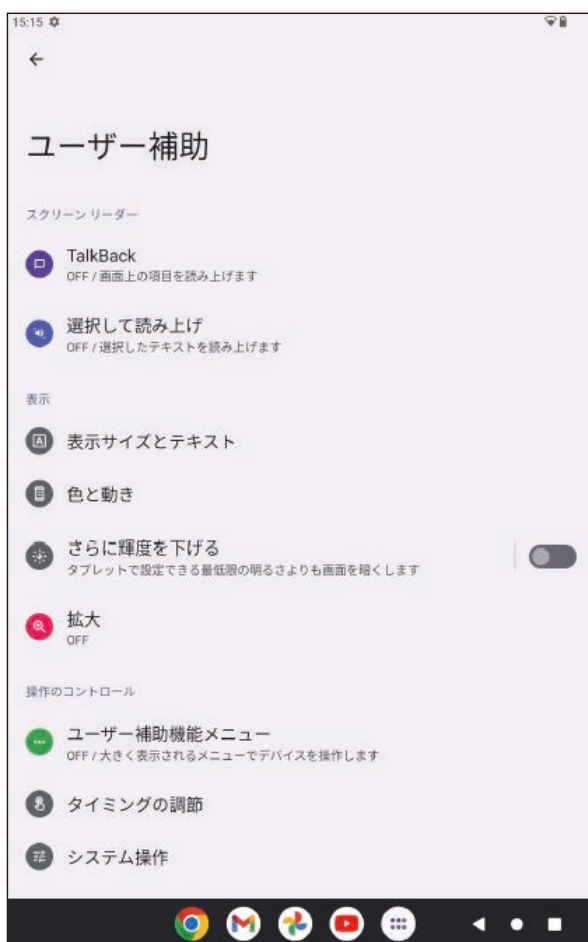 15:15
ユーザー補助
スクリーン リーダー
TalkBack
OFF / 画面上の項目を読み上げます
選択して読み上げ
OFF / 選択したテキストを読み上げます
表示
表示サイズとテキスト
色と動き
さらに輝度を下げる
タブレットで設定できる最低限の明るさよりも画面を暗くします
拡大
OFF
操作のコントロール
ユーザー補助機能メニュー
OFF / 大きく表示されるメニューでデバイスを操作します
タイミングの調節
システム操作